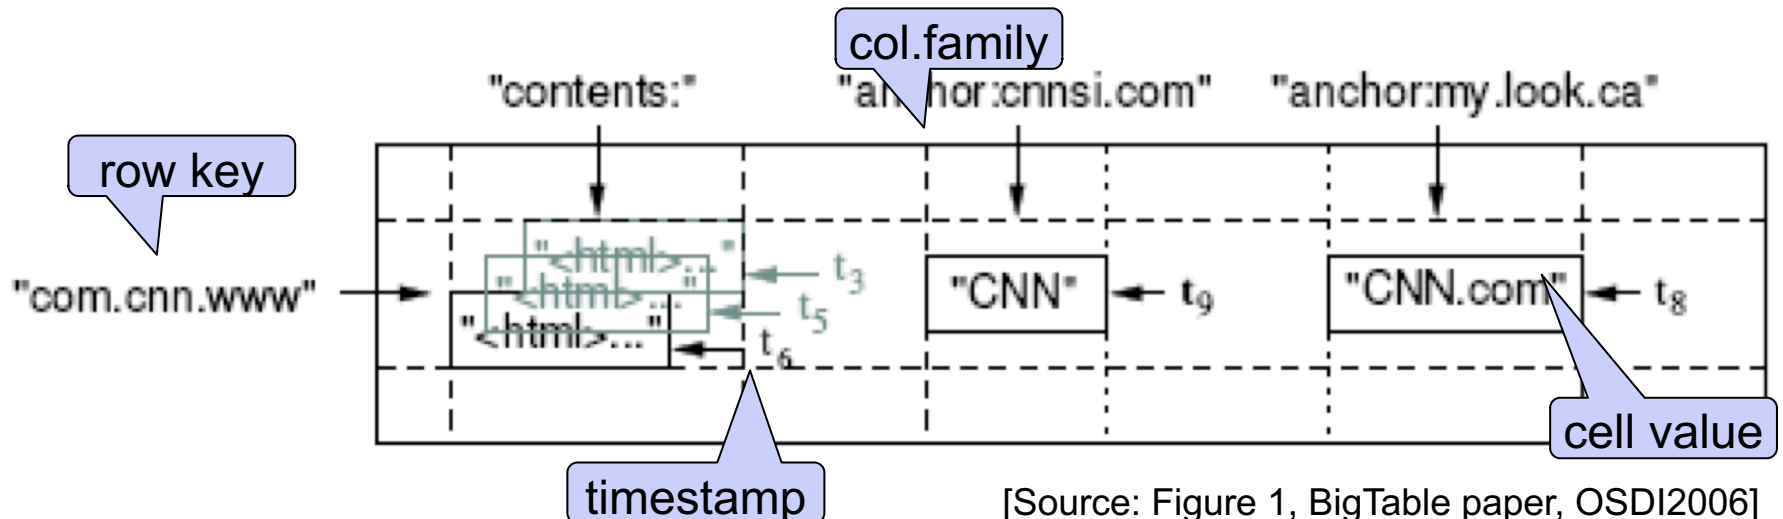 col.family
"contents:"
"anchor:cnnsi.com"
"anchor:my.look.ca"
row key
"<html>..."
t3
"com.cnn.www"
"<html>..."
"CNN"
t9
"CNN.com"
t8
t5
"<html>..."
t6
cell value
timestamp
[Source: Figure 1, BigTable paper, OSDI2006]